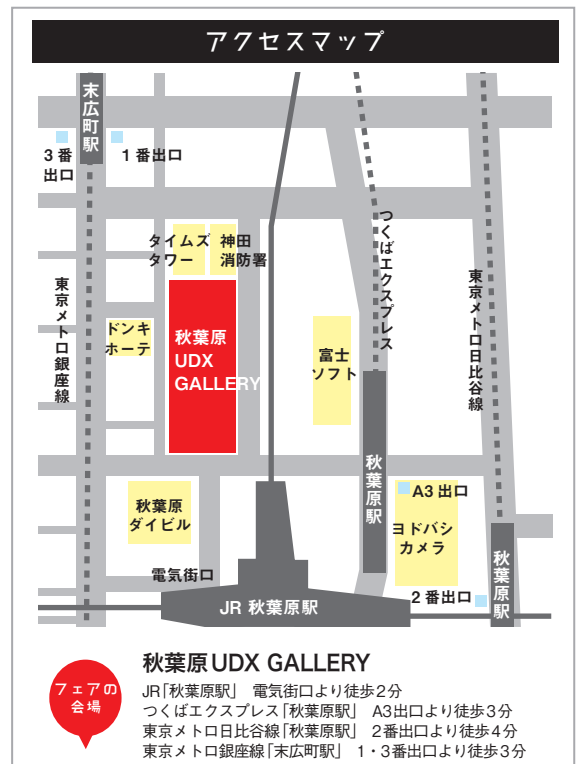 アクセスマップ
末広町駅
3番
出口
1番出口
タイムズ
タワー
神田
消防署
つくばエクスプレス
東京メトロ銀座線
東京メトロ日比谷線
ドンキ
ホーテ
秋葉原
UDX
GALLERY
富士
ソフト
秋葉原駅
A3出口
秋葉原
ダイビル
ヨドバシ
カメラ
電気街口
JR 秋葉原駅
2番出口
秋葉原駅
フェアの
会場
秋葉原UDX GALLERY
JR「秋葉原駅」 電気街口より徒歩2分
つくばエクスプレス「秋葉原駅」 A3出口より徒歩3分
東京メトロ日比谷線「秋葉原駅」 2番出口より徒歩4分
東京メトロ銀座線「末広町駅」 1・3番出口より徒歩3分